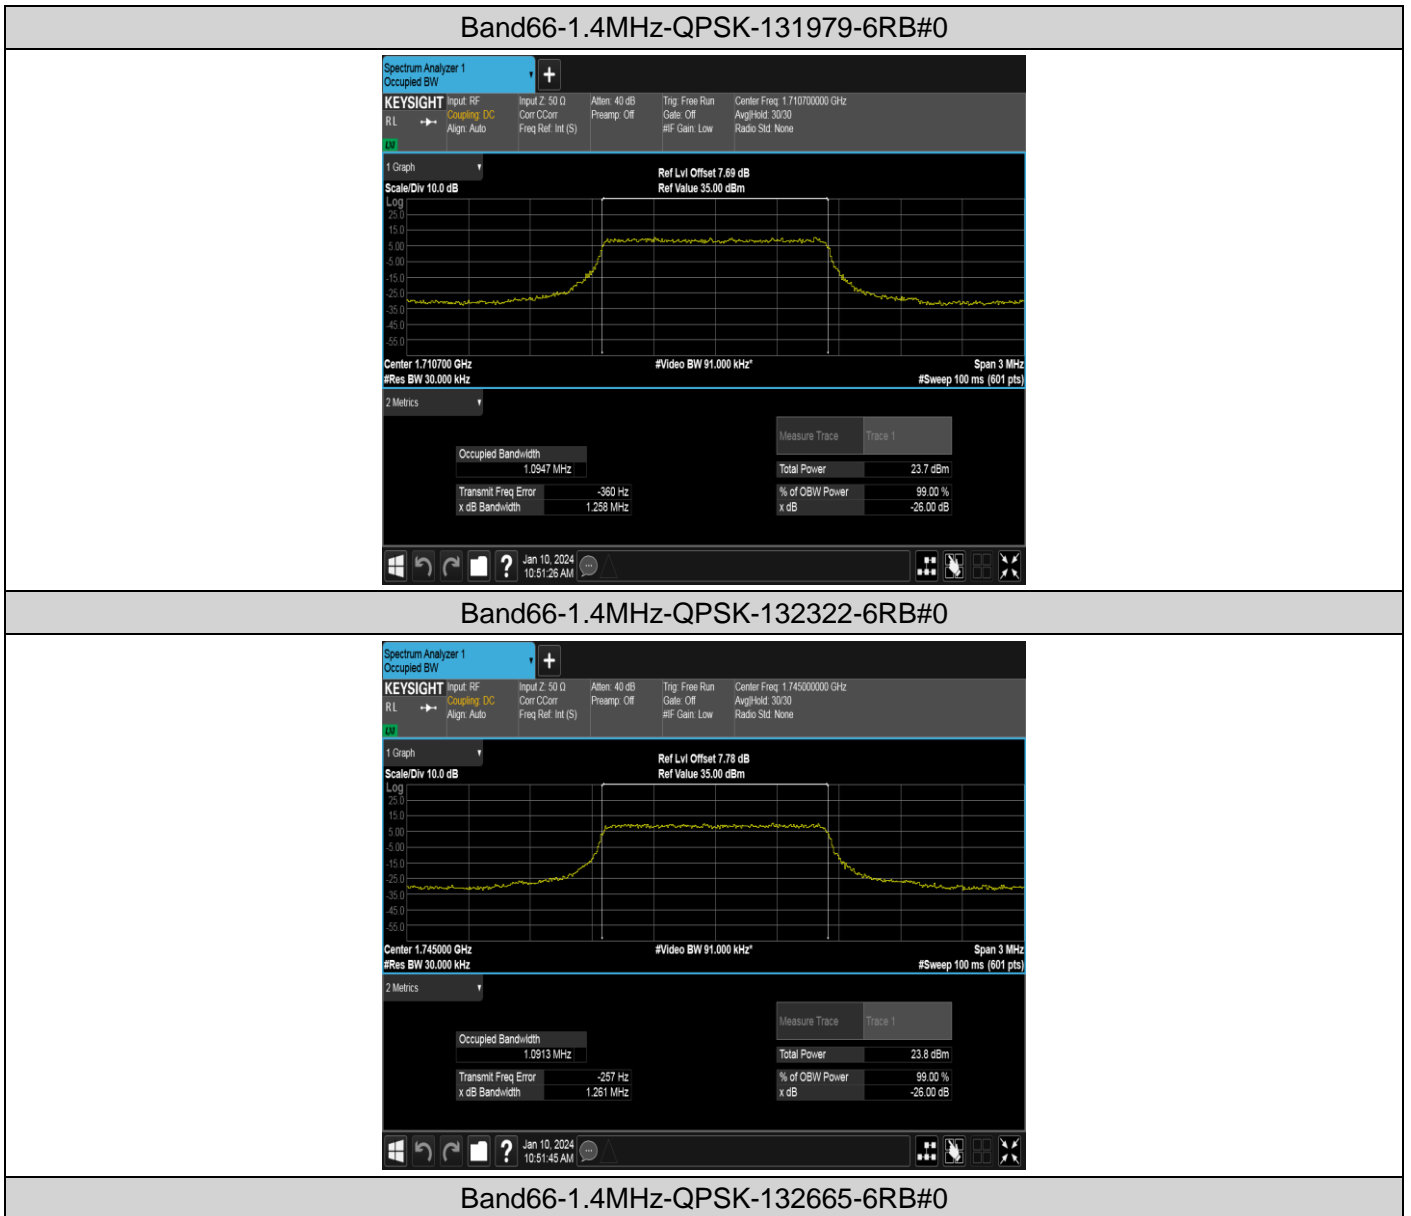 Band66-1.4MHz-QPSK-131979-6RB#0
Spectrum Analyzer 1
Occupied BW
KEYSIGHT Input: RF Input Z: 50 Ω Atten: 40 dB Trig: Free Run Center Freq: 1.710700000 GHz
RL Coupling: DC Corr CCorr Preamp: Off Gate: Off Avg|Hold: 30/30
Align: Auto Freq Ref: Int (S) #IF Gain: Low Radio Std: None
1 Graph
Ref Lvl Offset 7.69 dB
Scale/Div 10.0 dB Ref Value 35.00 dBm
Log
25.0
15.0
5.00
-5.00
-15.0
-25.0
-35.0
-45.0
-55.0
Center 1.710700 GHz #Video BW 91.000 kHz* Span 3 MHz
#Res BW 30.000 kHz #Sweep 100 ms (601 pts)
2 Metrics
Measure Trace Trace 1
Occupied Bandwidth
1.0947 MHz Total Power 23.7 dBm
Transmit Freq Error -360 Hz % of OBW Power 99.00 %
x dB Bandwidth 1.258 MHz x dB -26.00 dB
Jan 10, 2024
10:51:26 AM
Band66-1.4MHz-QPSK-132322-6RB#0
Spectrum Analyzer 1
Occupied BW
KEYSIGHT Input: RF Input Z: 50 Ω Atten: 40 dB Trig: Free Run Center Freq: 1.745000000 GHz
RL Coupling: DC Corr CCorr Preamp: Off Gate: Off Avg|Hold: 30/30
Align: Auto Freq Ref: Int (S) #IF Gain: Low Radio Std: None
1 Graph
Ref Lvl Offset 7.78 dB
Scale/Div 10.0 dB Ref Value 35.00 dBm
Log
25.0
15.0
5.00
-5.00
-15.0
-25.0
-35.0
-45.0
-55.0
Center 1.745000 GHz #Video BW 91.000 kHz* Span 3 MHz
#Res BW 30.000 kHz #Sweep 100 ms (601 pts)
2 Metrics
Measure Trace Trace 1
Occupied Bandwidth
1.0913 MHz Total Power 23.8 dBm
Transmit Freq Error -257 Hz % of OBW Power 99.00 %
x dB Bandwidth 1.261 MHz x dB -26.00 dB
Jan 10, 2024
10:51:45 AM
Band66-1.4MHz-QPSK-132665-6RB#0